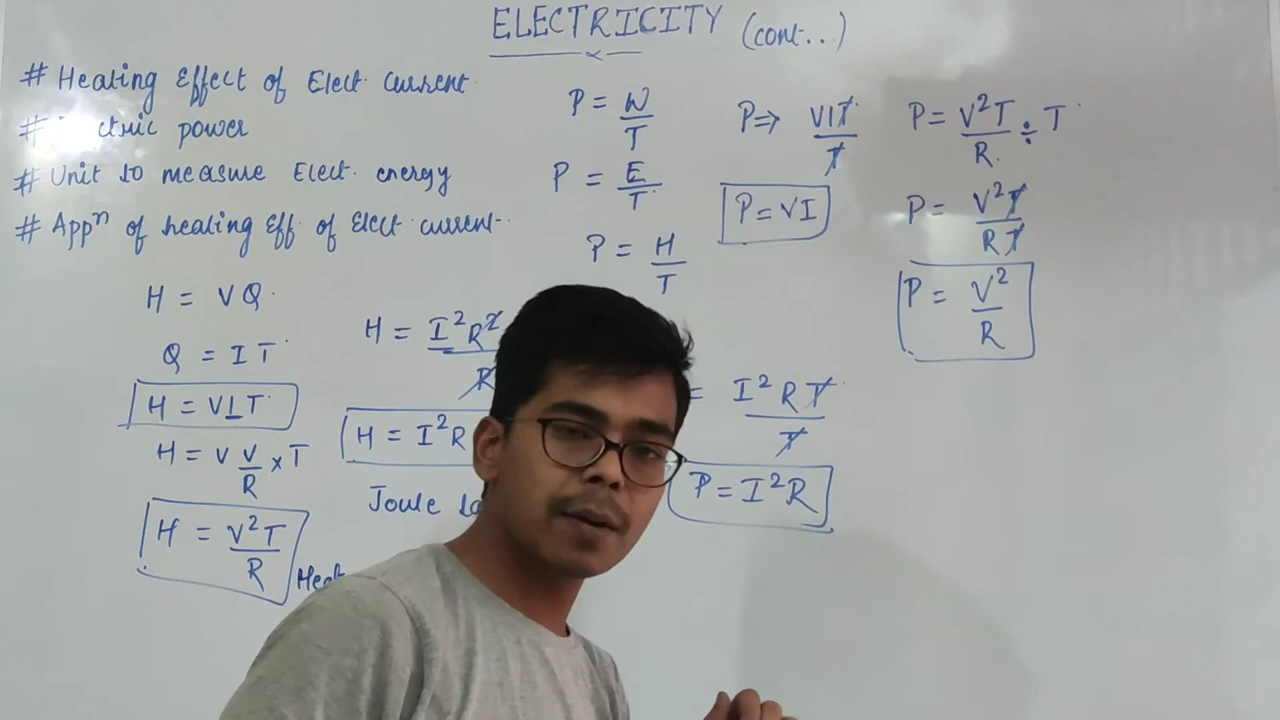 ELECTRICITY (cont...)
# Heating Effect of Elect. current
# power
# Unit to measure Elect. energy
# Appⁿ of heating Eff. of Elect. current
H = VQ
Q = IT
H = VIT
H = V V/R × T
H = V²T/R
H = I²R²
R
H = I²R
Joule
P = W/T
P = E/T
P = H/T
P ⇒ VIT/T
P = VI
= I²RT/T
P = I²R
P = V²T/R ÷ T
P = V²T/RT
P = V²/R